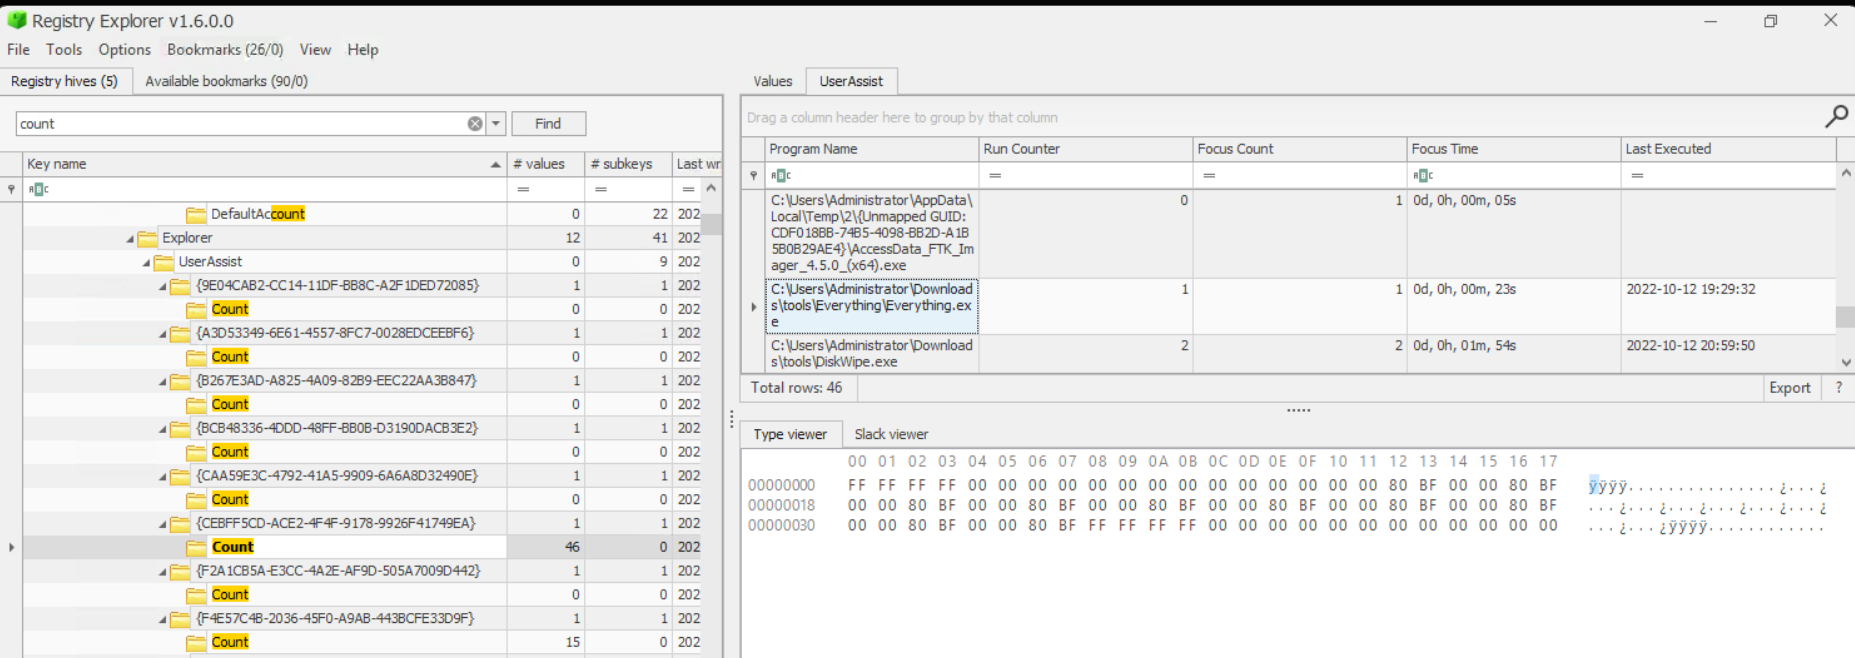 Registry Explorer v1.6.0.0
File Tools Options Bookmarks (26/0) View Help
Registry hives (5) Available bookmarks (90/0)
count Find
Key name # values # subkeys Last wr
= = =
DefaultAccount 0 22 202
Explorer 12 41 202
UserAssist 0 9 202
{9E04CAB2-CC14-11DF-BB8C-A2F1DED72085} 1 1 202
Count 0 0 202
{A3D53349-6E61-4557-8FC7-0028EDCEEBF6} 1 1 202
Count 0 0 202
{B267E3AD-A825-4A09-82B9-EEC22AA3B847} 1 1 202
Count 0 0 202
{BCB48336-4DDD-48FF-BB0B-D3190DACB3E2} 1 1 202
Count 0 0 202
{CAA59E3C-4792-41A5-9909-6A6A8D32490E} 1 1 202
Count 0 0 202
{CEBFF5CD-ACE2-4F4F-9178-9926F41749EA} 1 1 202
Count 46 0 202
{F2A1CB5A-E3CC-4A2E-AF9D-505A7009D442} 1 1 202
Count 0 0 202
{F4E57C4B-2036-45F0-A9AB-443BCFE33D9F} 1 1 202
Count 15 0 202
Values UserAssist
Drag a column header here to group by that column
Program Name Run Counter Focus Count Focus Time Last Executed
= = =
C:\Users\Administrator\AppData\ 0 1 0d, 0h, 00m, 05s
Local\Temp\2\{Unmapped GUID:
CDF018BB-74B5-4098-BB2D-A1B
5B0B29AE4}\AccessData_FTK_Im
ager_4.5.0_(x64).exe
C:\Users\Administrator\Download 1 1 0d, 0h, 00m, 23s 2022-10-12 19:29:32
s\tools\Everything\Everything.ex
e
C:\Users\Administrator\Download 2 2 0d, 0h, 01m, 54s 2022-10-12 20:59:50
s\tools\DiskWipe.exe
Total rows: 46 Export ?
Type viewer Slack viewer
00 01 02 03 04 05 06 07 08 09 0A 0B 0C 0D 0E 0F 10 11 12 13 14 15 16 17
00000000 FF FF FF FF 00 00 00 00 00 00 00 00 00 00 00 00 00 00 80 BF 00 00 80 BF ÿÿÿÿ...............¿...¿
00000018 00 00 80 BF 00 00 80 BF 00 00 80 BF 00 00 80 BF 00 00 80 BF 00 00 80 BF ...¿...¿...¿...¿...¿...¿
00000030 00 00 80 BF 00 00 80 BF FF FF FF FF 00 00 00 00 00 00 00 00 00 00 00 00 ...¿...¿ÿÿÿÿ............